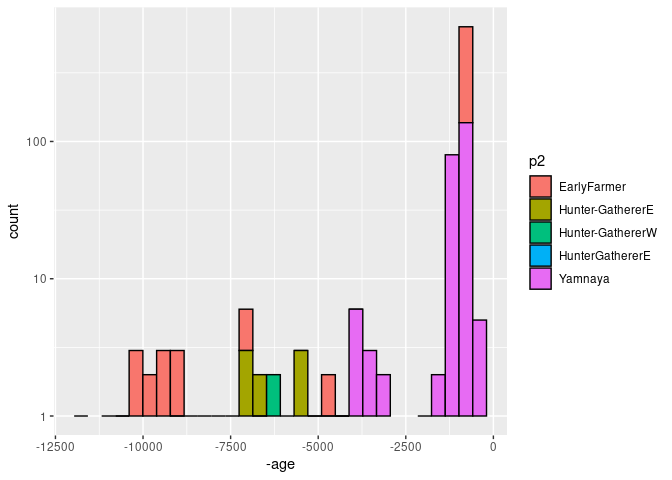 100
10
1
count
-12500
-10000
-7500
-5000
-2500
0
-age
p2
EarlyFarmer
Hunter-GathererE
Hunter-GathererW
HunterGathererE
Yamnaya